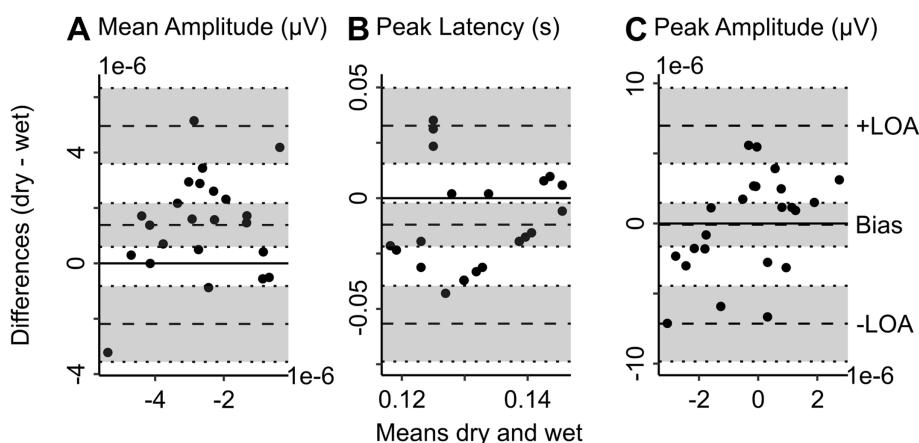 A Mean Amplitude (µV)
B Peak Latency (s)
C Peak Amplitude (µV)
1e-6
1e-6
Differences (dry - wet)
4
0
-4
0.05
0
-0.05
10
0
-10
+LOA
Bias
-LOA
-4 -2
1e-6
0.12 0.14
-2 0 2
1e-6
Means dry and wet